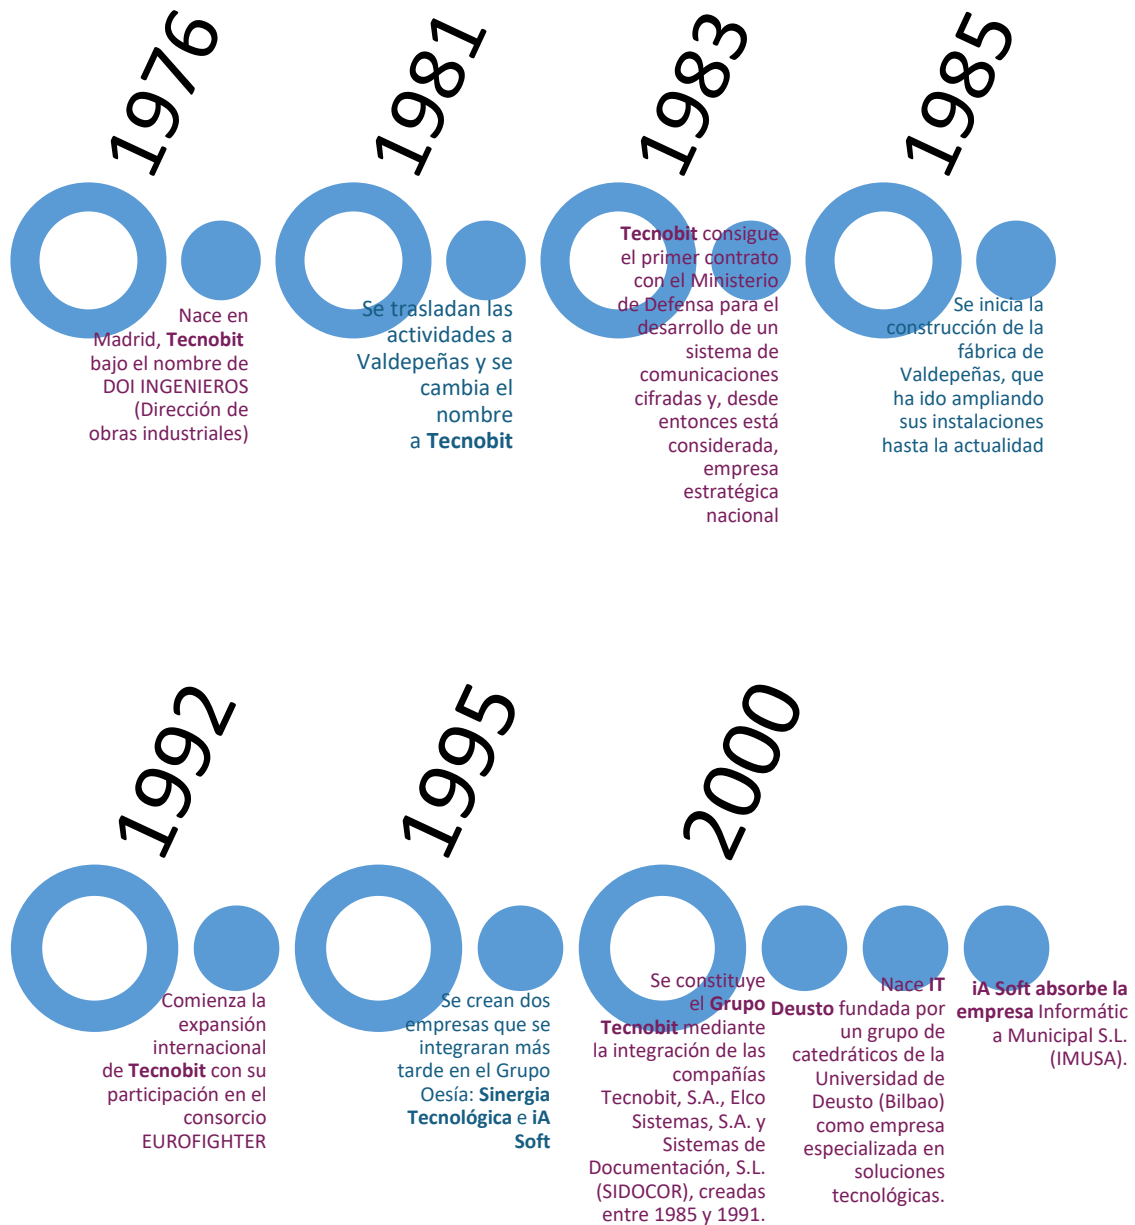 1976
Nace en
Madrid, Tecnobit
bajo el nombre de
DOI INGENIEROS
(Dirección de
obras industriales)
1981
Se trasladan las
actividades a
Valdepeñas y se
cambia el
nombre
a Tecnobit
1983
Tecnobit consigue
el primer contrato
con el Ministerio
de Defensa para el
desarrollo de un
sistema de
comunicaciones
cifradas y, desde
entonces está
considerada,
empresa
estratégica
nacional
1985
Se inicia la
construcción de la
fábrica de
Valdepeñas, que
ha ido ampliando
sus instalaciones
hasta la actualidad
1992
Comienza la
expansión
internacional
de Tecnobit con su
participación en el
consorcio
EUROFIGHTER
1995
Se crean dos
empresas que se
integraran más
tarde en el Grupo
Oesía: Sinergia
Tecnológica e iA
Soft
2000
Se constituye
el Grupo
Tecnobit mediante
la integración de las
compañías
Tecnobit, S.A., Elco
Sistemas, S.A. y
Sistemas de
Documentación, S.L.
(SIDOCOR), creadas
entre 1985 y 1991.
Nace IT
Deusto fundada por
un grupo de
catedráticos de la
Universidad de
Deusto (Bilbao)
como empresa
especializada en
soluciones
tecnológicas.
iA Soft absorbe la
empresa Informátic
a Municipal S.L.
(IMUSA).